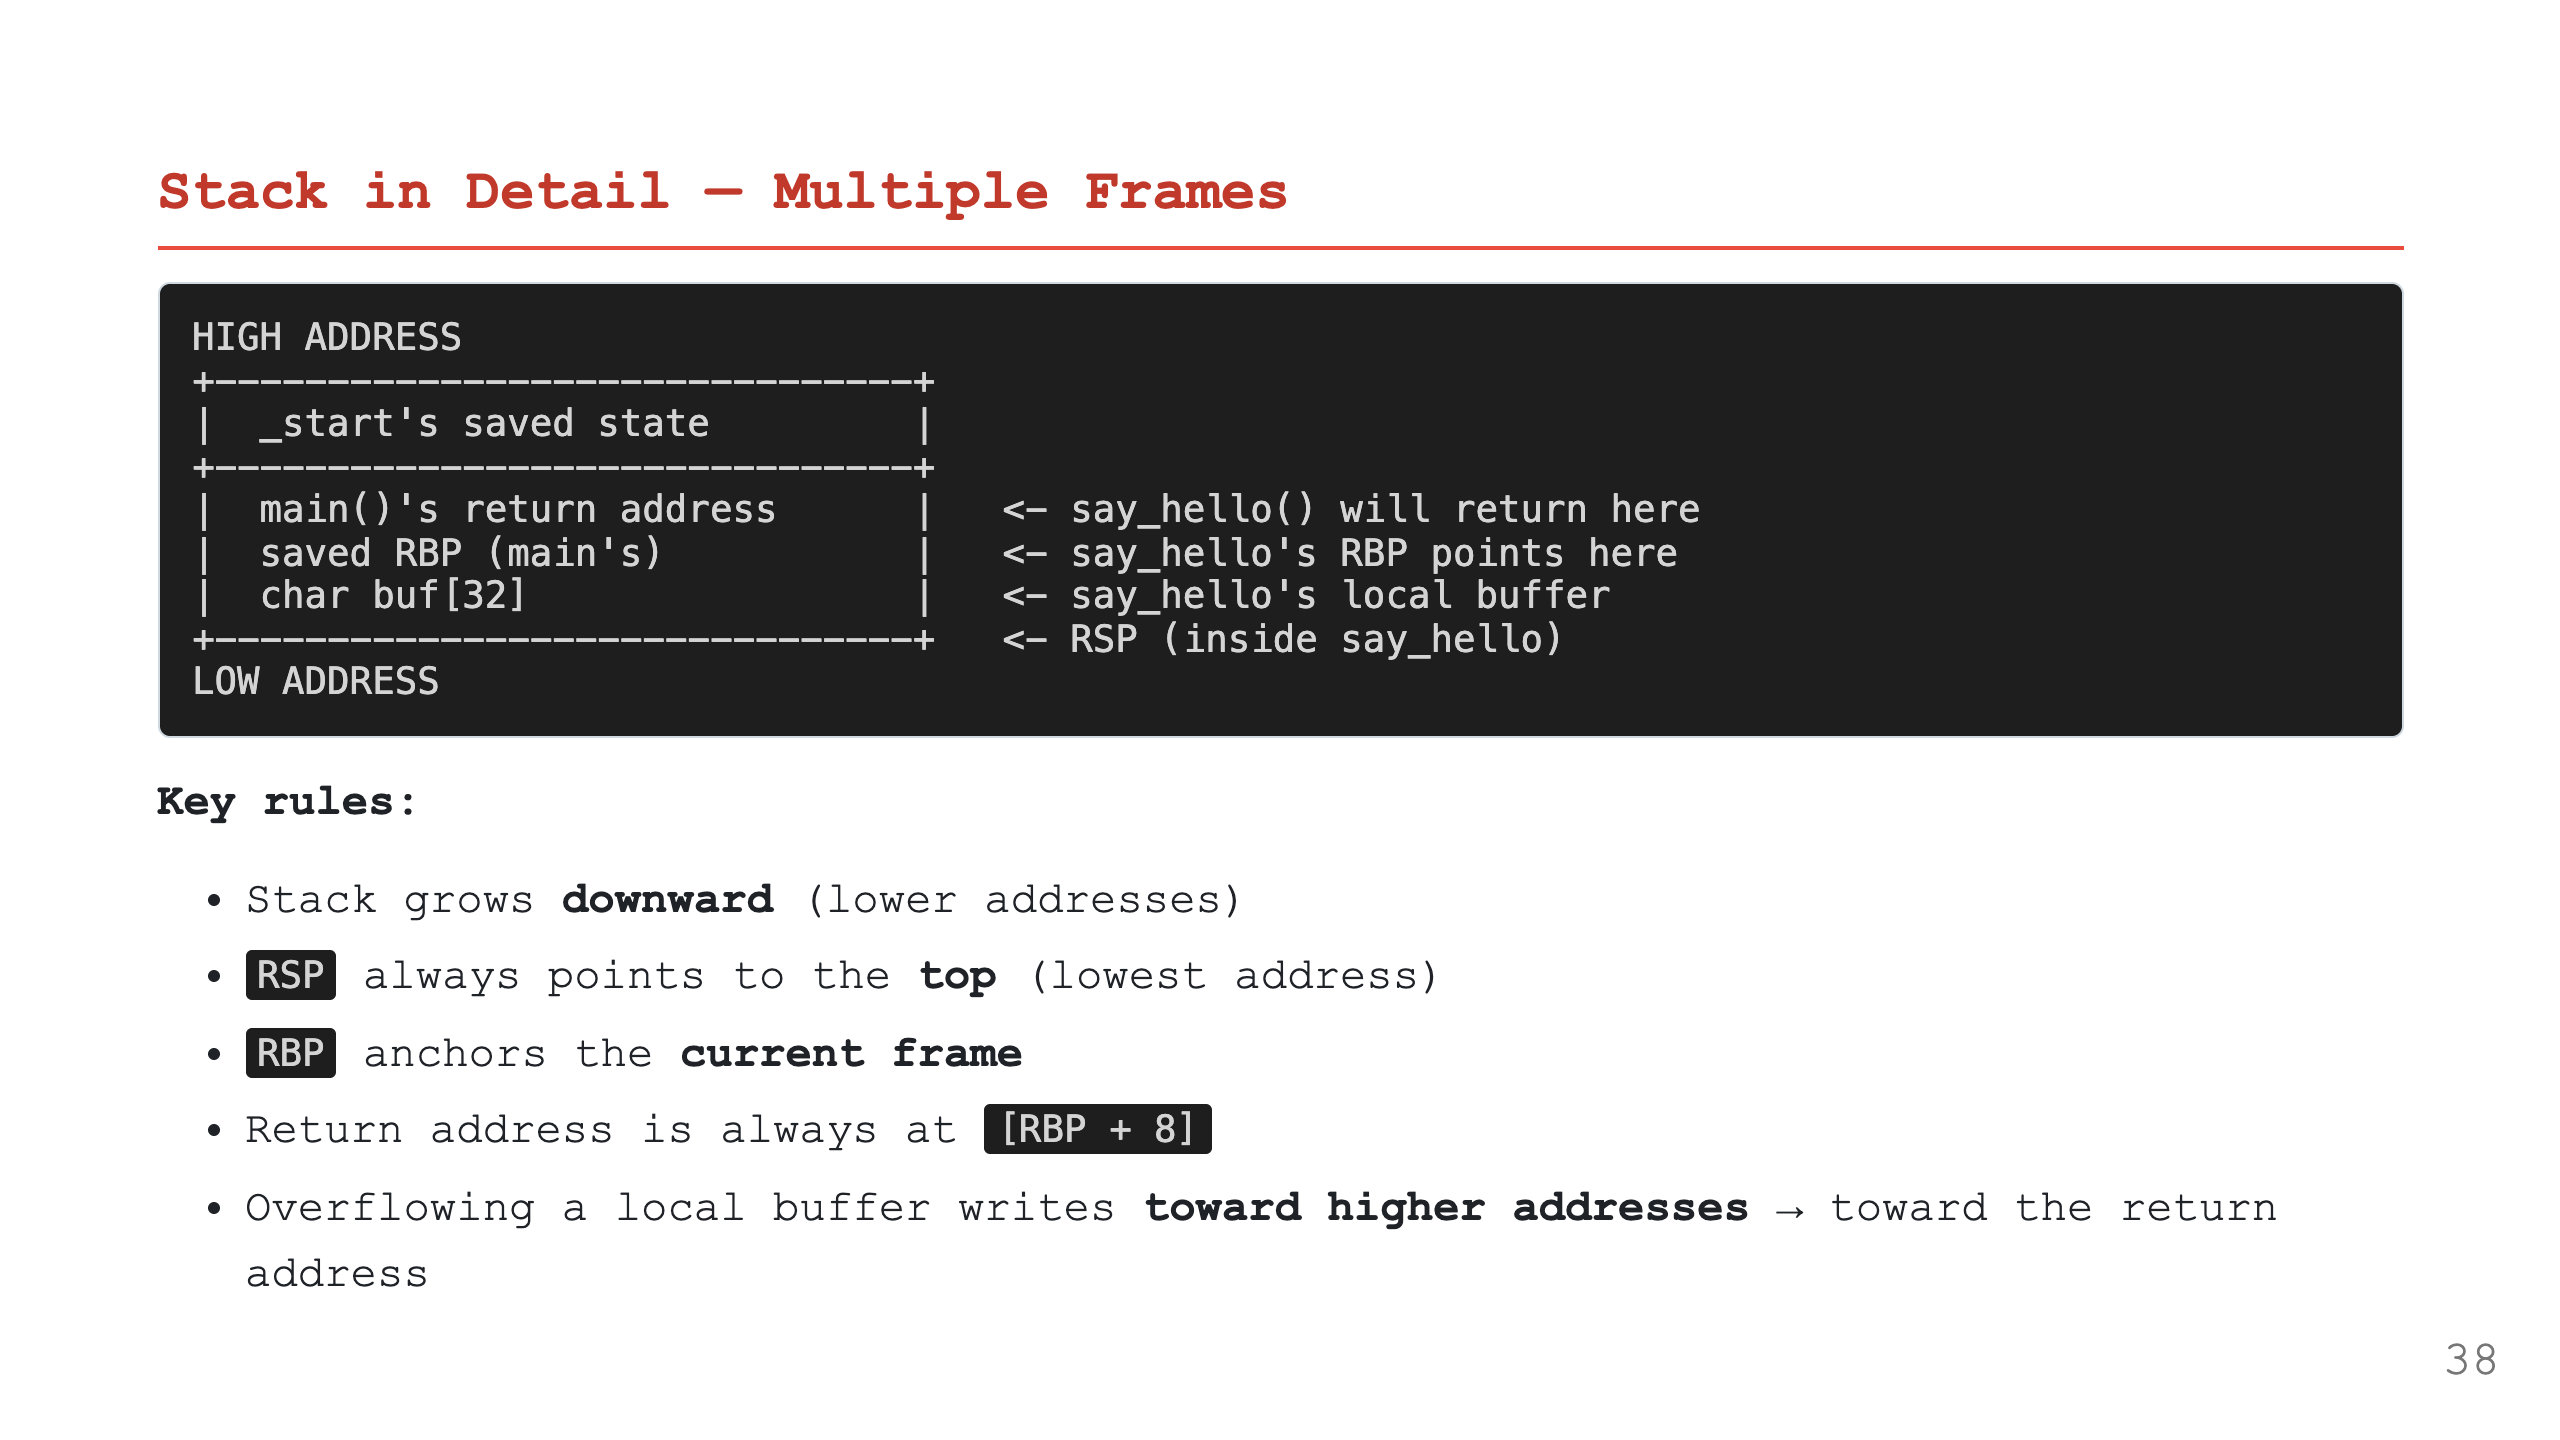 Stack in Detail — Multiple Frames
HIGH ADDRESS
+-------------------------------+
|  _start's saved state         |
+-------------------------------+
|  main()'s return address      |   <- say_hello() will return here
|  saved RBP (main's)           |   <- say_hello's RBP points here
|  char buf[32]                 |   <- say_hello's local buffer
+-------------------------------+   <- RSP (inside say_hello)
LOW ADDRESS
Key rules:
• Stack grows downward (lower addresses)
• RSP always points to the top (lowest address)
• RBP anchors the current frame
• Return address is always at [RBP + 8]
• Overflowing a local buffer writes toward higher addresses → toward the return
address
38